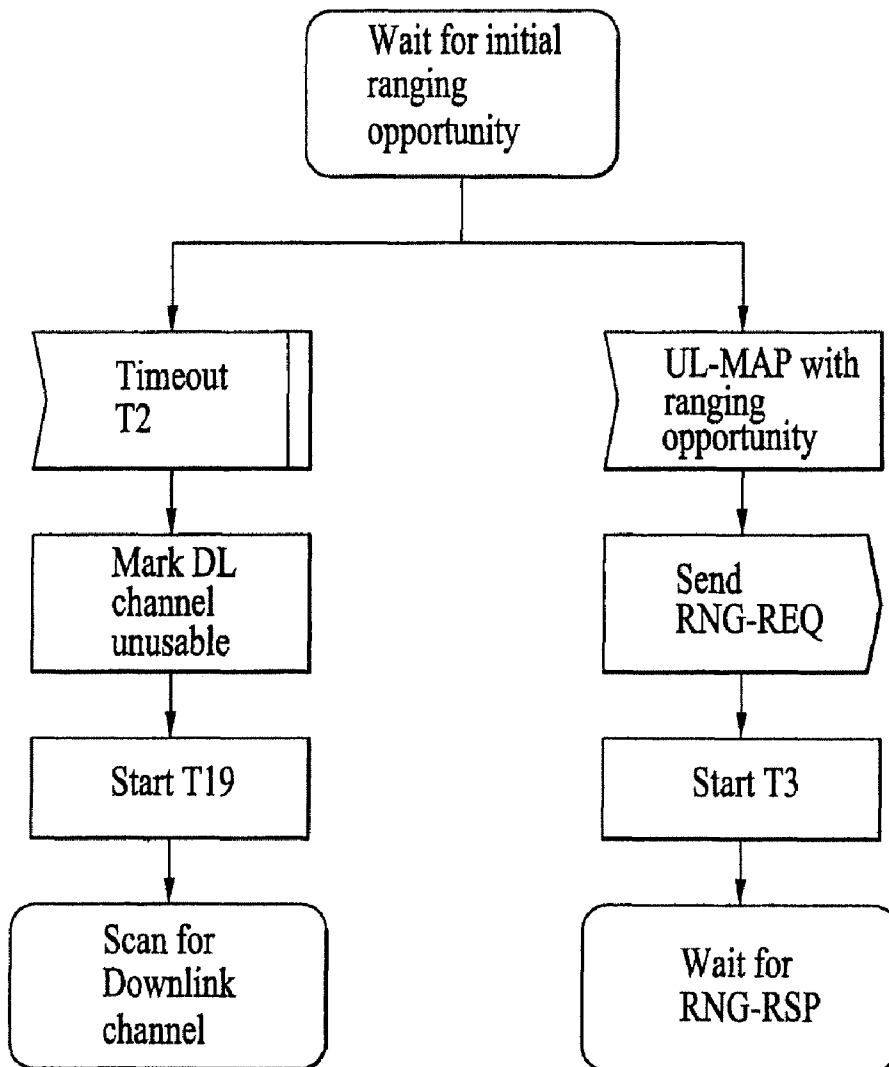 Wait for initial
ranging
opportunity
Timeout
T2
UL-MAP with
ranging
opportunity
Mark DL
channel
unusable
Send
RNG-REQ
Start T19
Start T3
Scan for
Downlink
channel
Wait for
RNG-RSP